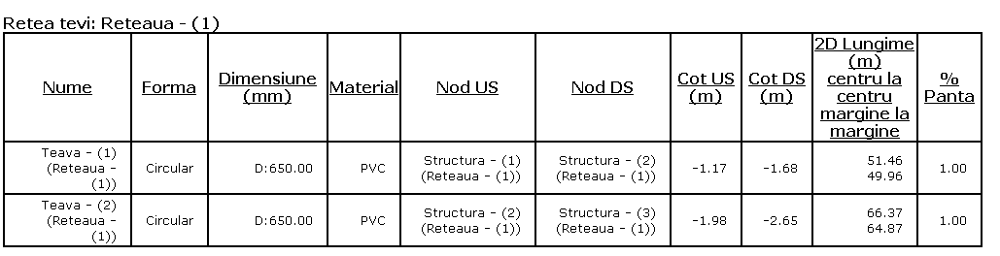 Retea tevi: Reteaua - (1)
Nume Forma Dimensiune (mm) Material Nod US Nod DS Cot US (m) Cot DS (m) 2D Lungime (m) centru la centru margine la margine % Panta
Teava - (1) (Reteaua - (1)) Circular D:650.00 PVC Structura - (1) (Reteaua - (1)) Structura - (2) (Reteaua - (1)) -1.17 -1.68 51.46 49.96 1.00
Teava - (2) (Reteaua - (1)) Circular D:650.00 PVC Structura - (2) (Reteaua - (1)) Structura - (3) (Reteaua - (1)) -1.98 -2.65 66.37 64.87 1.00